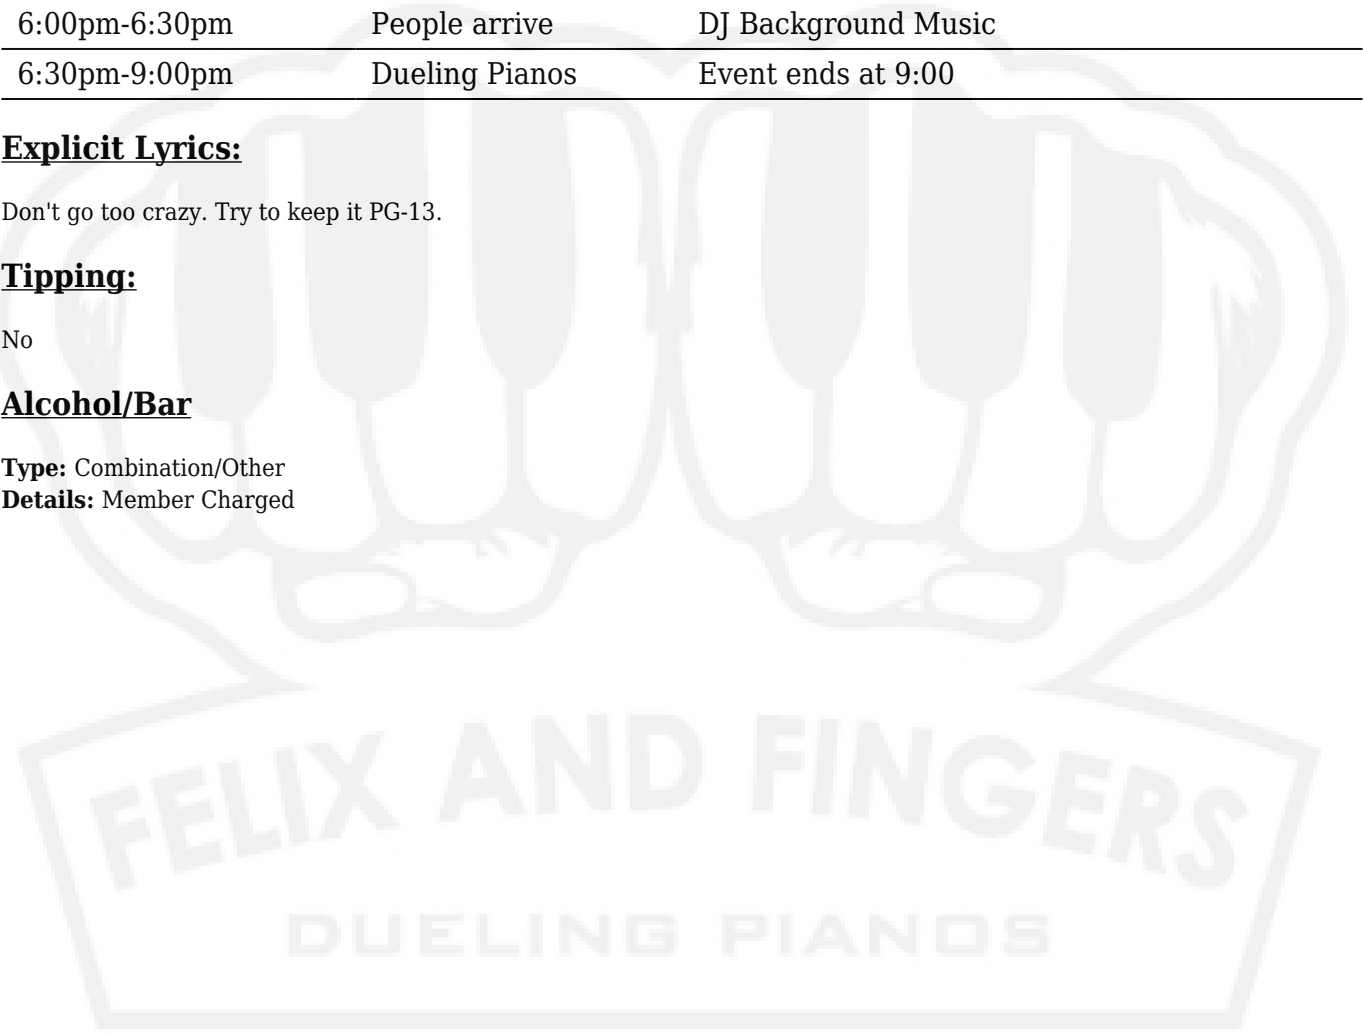 6:00pm-6:30pm People arrive DJ Background Music
6:30pm-9:00pm Dueling Pianos Event ends at 9:00
Explicit Lyrics:
Don't go too crazy. Try to keep it PG-13.
Tipping:
No
Alcohol/Bar
Type: Combination/Other
Details: Member Charged
FELIX AND FINGERS
DUELING PIANOS